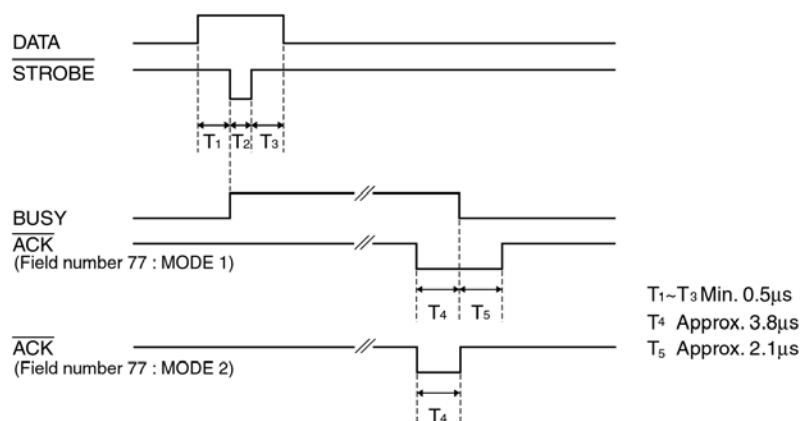 DATA
STROBE
T1 T2 T3
BUSY
ACK
(Field number 77 : MODE 1)
T4 T5
T1~T3 Min. 0.5µs
T4 Approx. 3.8µs
T5 Approx. 2.1µs
ACK
(Field number 77 : MODE 2)
T4